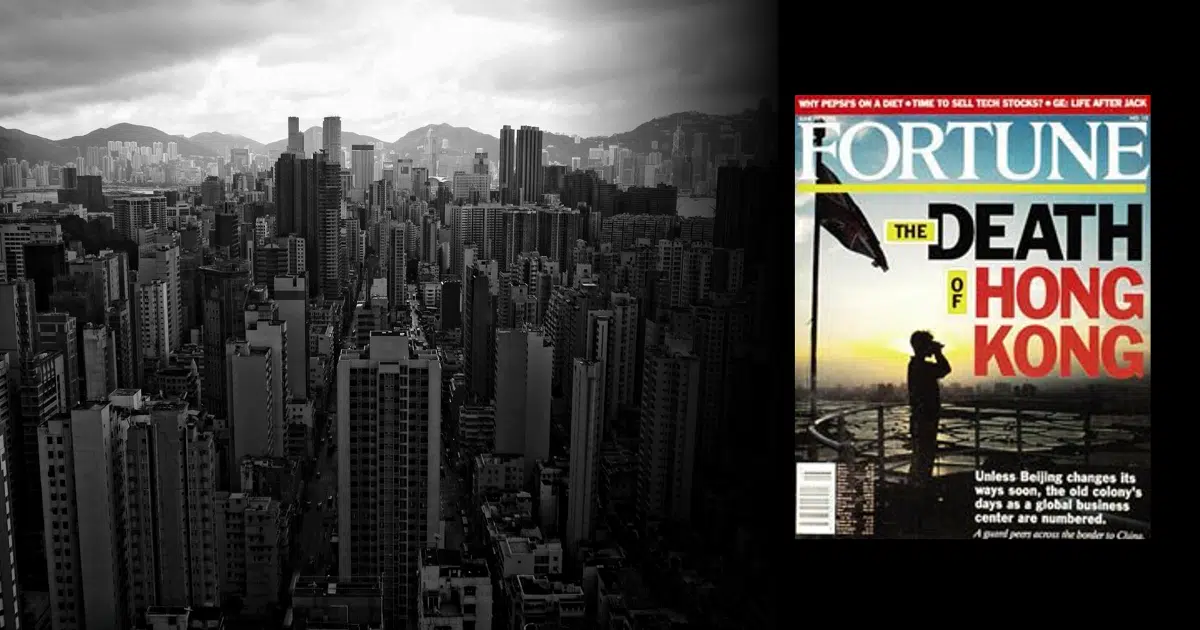 WHY PEPSI'S ON A DIET • TIME TO SELL TECH STOCKS? • GE: LIFE AFTER JACK
FORTUNE
THE DEATH
OF HONG
KONG
Unless Beijing changes its
ways soon, the old colony's
days as a global business
center are numbered.
A guard peers across the border to China.